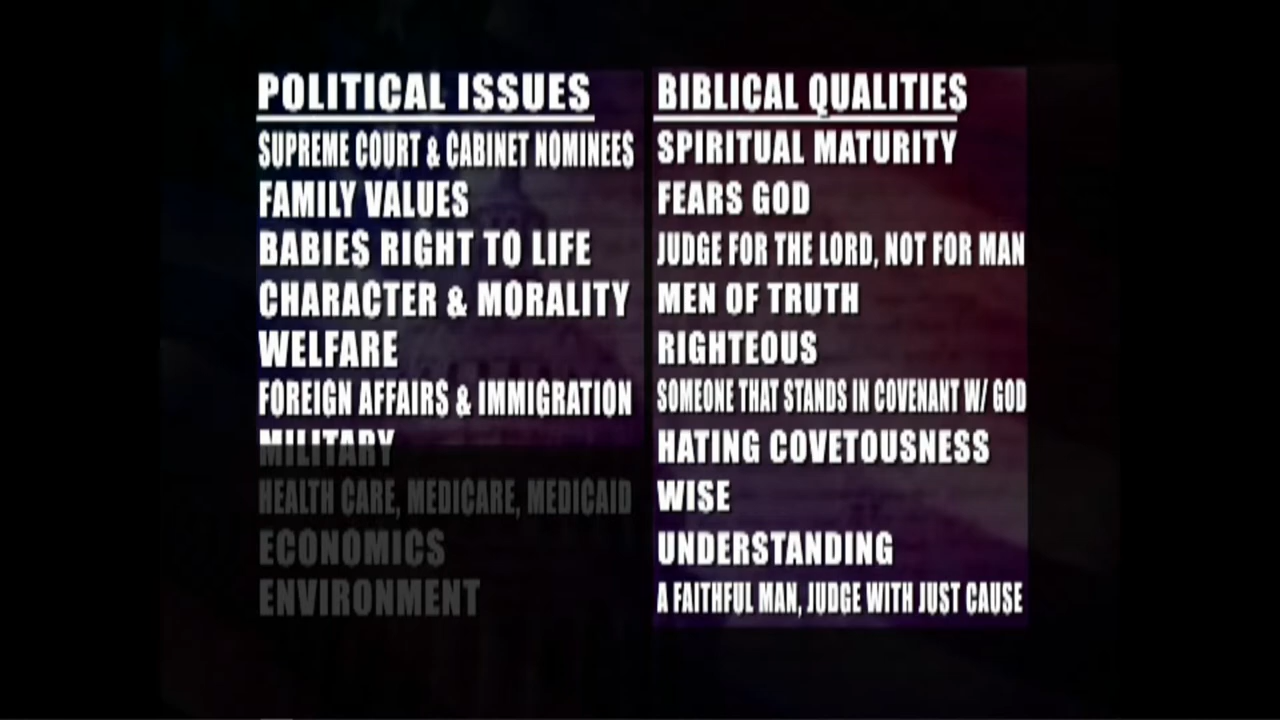 POLITICAL ISSUES
SUPREME COURT & CABINET NOMINEES
FAMILY VALUES
BABIES RIGHT TO LIFE
CHARACTER & MORALITY
WELFARE
FOREIGN AFFAIRS & IMMIGRATION
MILITARY
HEALTH CARE, MEDICARE, MEDICAID
ECONOMICS
ENVIRONMENT
BIBLICAL QUALITIES
SPIRITUAL MATURITY
FEARS GOD
JUDGE FOR THE LORD, NOT FOR MAN
MEN OF TRUTH
RIGHTEOUS
SOMEONE THAT STANDS IN COVENANT W/ GOD
HATING COVETOUSNESS
WISE
UNDERSTANDING
A FAITHFUL MAN, JUDGE WITH JUST CAUSE